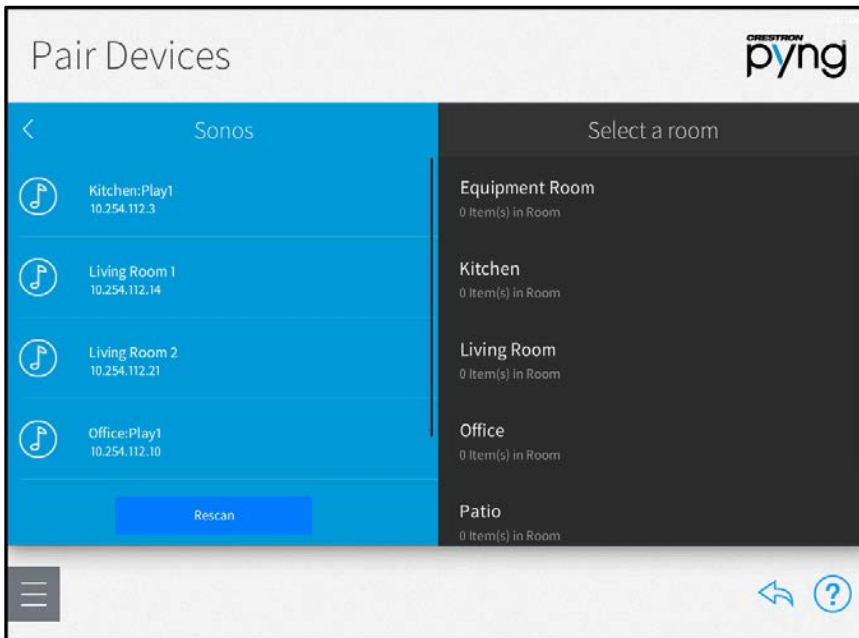 Pair Devices
CRESTRON
pyng
Sonos
Kitchen:Play1
10.254.112.3
Living Room 1
10.254.112.14
Living Room 2
10.254.112.21
Office:Play1
10.254.112.10
Rescan
Select a room
Equipment Room
0 Item(s) in Room
Kitchen
0 Item(s) in Room
Living Room
0 Item(s) in Room
Office
0 Item(s) in Room
Patio
0 Item(s) in Room
?